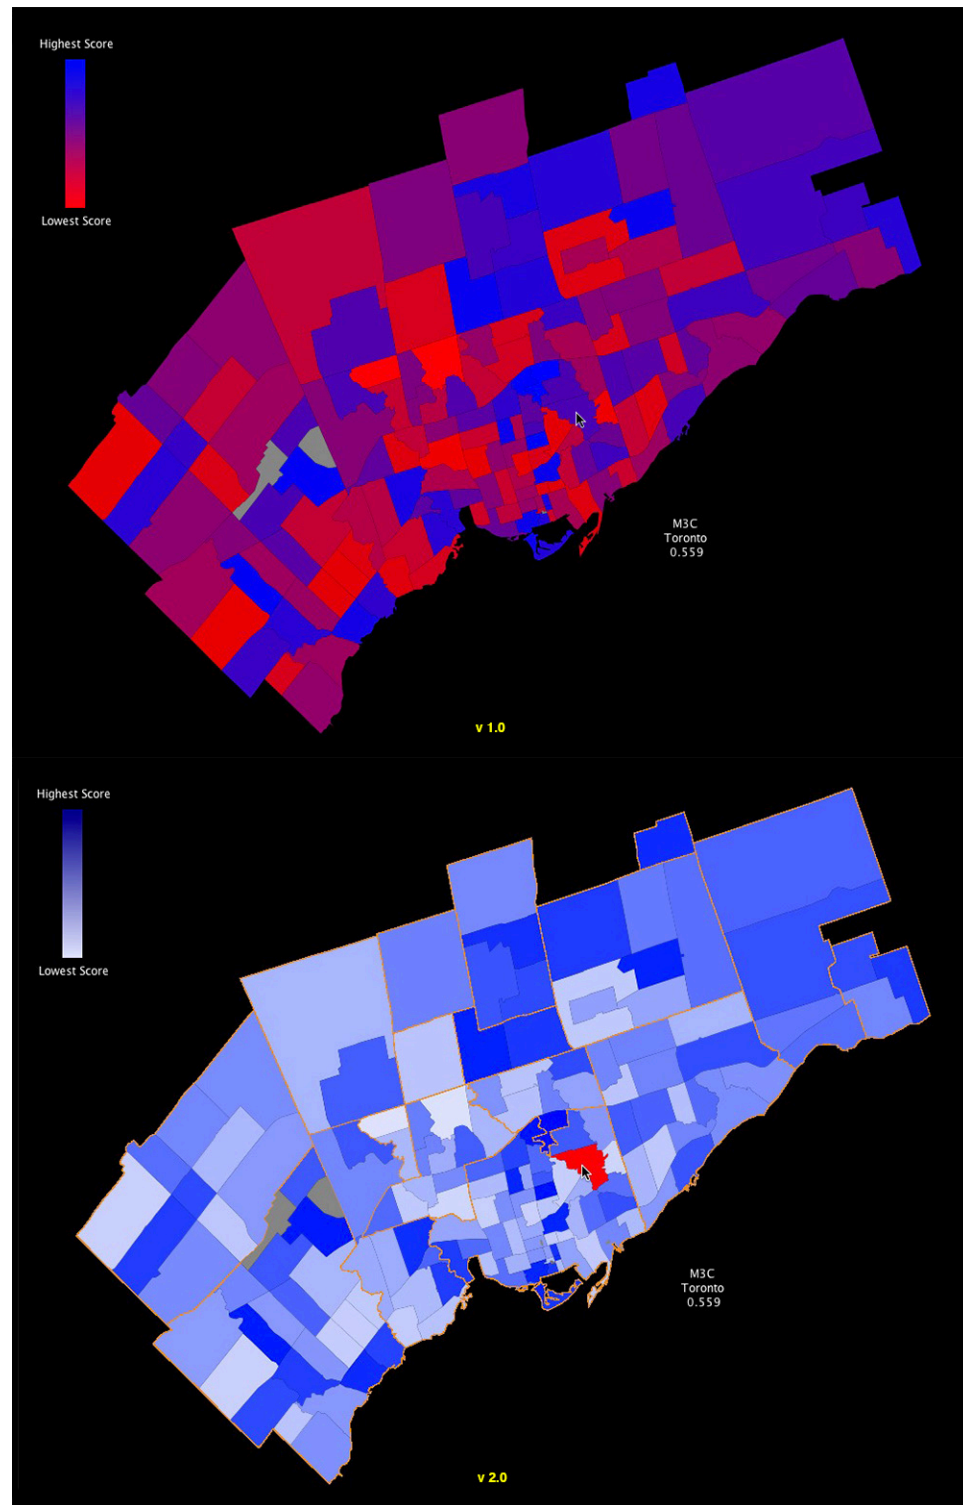 Highest Score
Lowest Score
M3C
Toronto
0.559
v 1.0
Highest Score
Lowest Score
M3C
Toronto
0.559
v 2.0